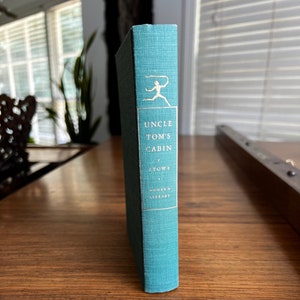 UNCLE
TOM'S
CABIN
STOWE
MODERN
LIBRARY